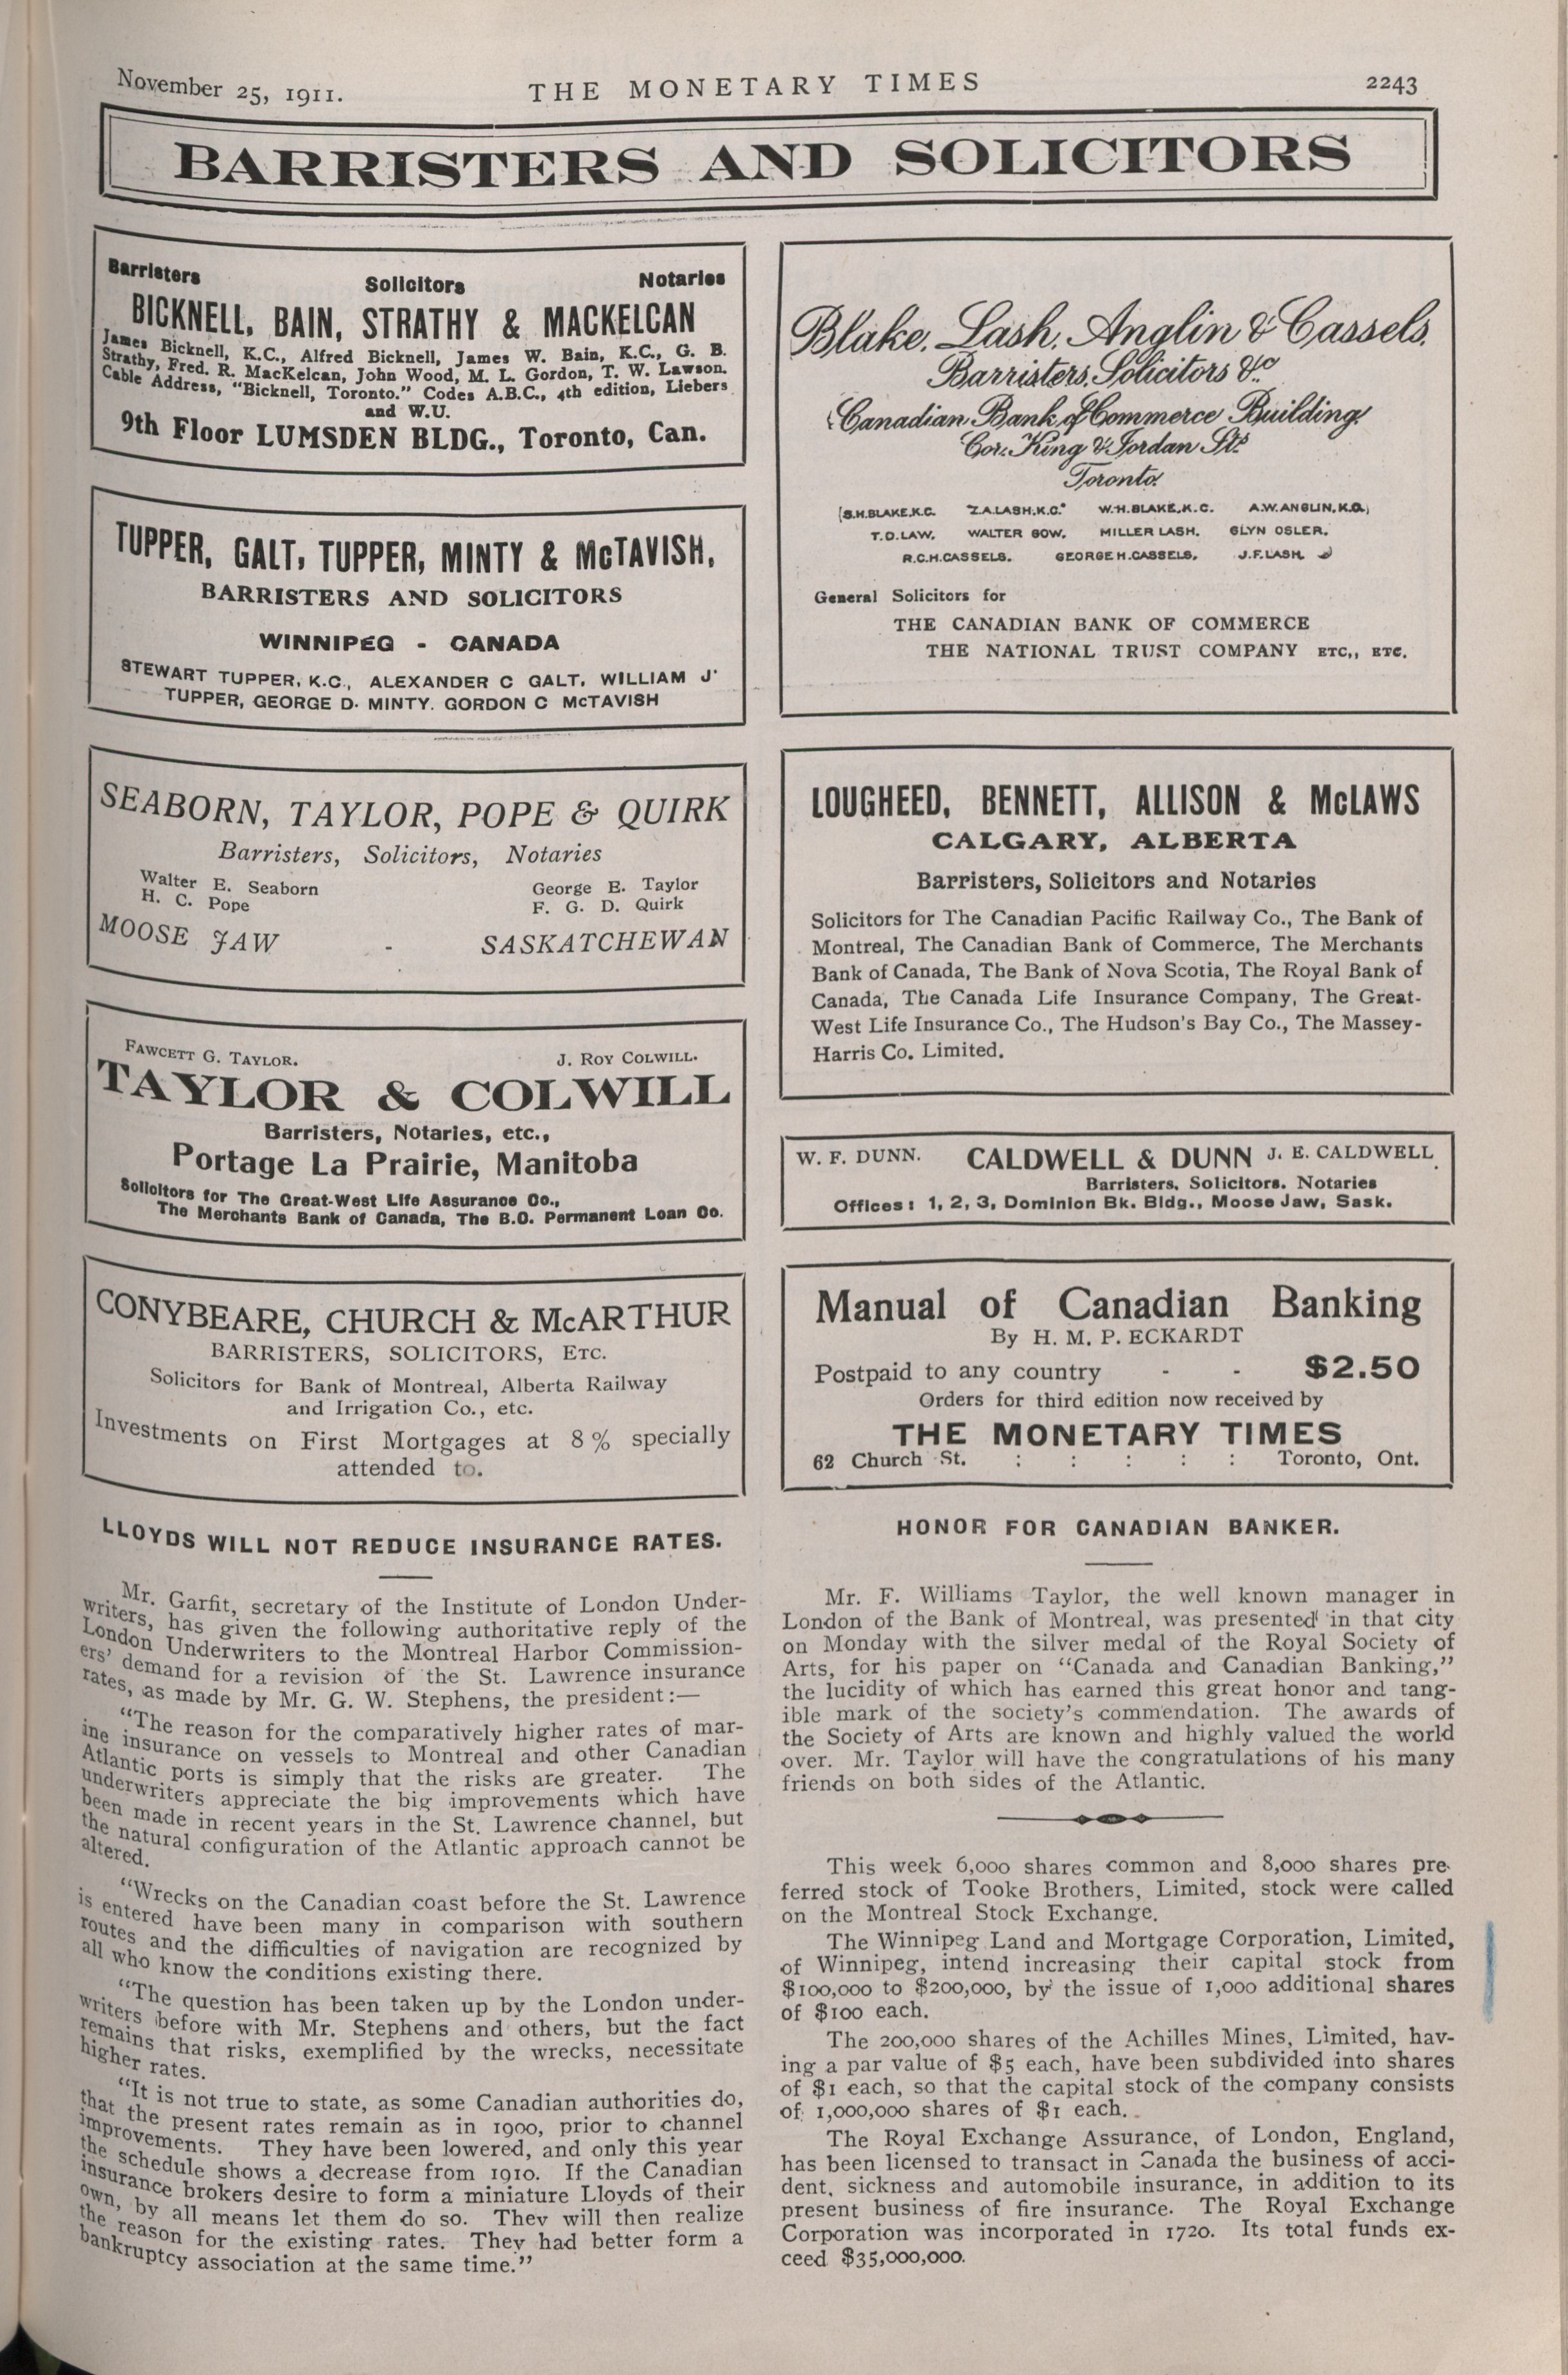 November 25, 1911.
THE MONETARY TIMES
2243
BARRISTERS AND SOLICITORS
Barristers Solicitors Notaries
BICKNELL, BAIN, STRATHY & MACKELCAN
James Bicknell, K.C., Alfred Bicknell, James W. Bain, K.C., G. B.
Strathy, Fred. R. MacKelcan, John Wood, M. L. Gordon, T. W. Lawson.
Cable Address, "Bicknell, Toronto." Codes A.B.C., 4th edition, Liebers
and W.U.
9th Floor LUMSDEN BLDG., Toronto, Can.
TUPPER, GALT, TUPPER, MINTY & McTAVISH,
BARRISTERS AND SOLICITORS
WINNIPEG - CANADA
STEWART TUPPER, K.C., ALEXANDER C GALT. WILLIAM J.
TUPPER, GEORGE D. MINTY. GORDON C McTAVISH
SEABORN, TAYLOR, POPE & QUIRK
Barristers, Solicitors, Notaries
Walter E. Seaborn George E. Taylor
H. C. Pope F. G. D. Quirk
MOOSE JAW - SASKATCHEWAN
FAWCETT G. TAYLOR. J. ROY COLWILL.
TAYLOR & COLWILL
Barristers, Notaries, etc.,
Portage La Prairie, Manitoba
Solicitors for The Great-West Life Assurance Co.,
The Merchants Bank of Canada, The B.C. Permanent Loan Co.
CONYBEARE, CHURCH & McARTHUR
BARRISTERS, SOLICITORS, ETC.
Solicitors for Bank of Montreal, Alberta Railway
and Irrigation Co., etc.
Investments on First Mortgages at 8% specially
attended to.
LLOYDS WILL NOT REDUCE INSURANCE RATES.
Mr. Garfit, secretary of the Institute of London Under-
writers, has given the following authoritative reply of the
London Underwriters to the Montreal Harbor Commission-
ers' demand for a revision of the St. Lawrence insurance
rates, as made by Mr. G. W. Stephens, the president:—
"The reason for the comparatively higher rates of mar-
ine insurance on vessels to Montreal and other Canadian
Atlantic ports is simply that the risks are greater. The
underwriters appreciate the big improvements which have
been made in recent years in the St. Lawrence channel, but
the natural configuration of the Atlantic approach cannot be
altered.
"Wrecks on the Canadian coast before the St. Lawrence
is entered have been many in comparison with southern
routes and the difficulties of navigation are recognized by
all who know the conditions existing there.
"The question has been taken up by the London under-
writers before with Mr. Stephens and others, but the fact
remains that risks, exemplified by the wrecks, necessitate
higher rates.
"It is not true to state, as some Canadian authorities do,
that the present rates remain as in 1900, prior to channel
improvements. They have been lowered, and only this year
the schedule shows a decrease from 1910. If the Canadian
insurance brokers desire to form a miniature Lloyds of their
own, by all means let them do so. They will then realize
the reason for the existing rates. They had better form a
bankruptcy association at the same time."
Blake, Lash, Anglin & Cassels,
Barristers, Solicitors &c
Canadian Bank of Commerce Building,
Cor. King & Jordan Sts.
Toronto.
S.H.BLAKE,K.C. Z.A.LASH,K.C. W.H.BLAKE,K.C. A.W.ANGLIN,K.C.
T.D.LAW. WALTER GOW. MILLER LASH. GLYN OSLER.
R.C.H.CASSELS. GEORGE H.CASSELS. J.F.LASH
General Solicitors for
THE CANADIAN BANK OF COMMERCE
THE NATIONAL TRUST COMPANY ETC., ETC.
LOUGHEED, BENNETT, ALLISON & McLAWS
CALGARY, ALBERTA
Barristers, Solicitors and Notaries
Solicitors for The Canadian Pacific Railway Co., The Bank of
Montreal, The Canadian Bank of Commerce, The Merchants
Bank of Canada, The Bank of Nova Scotia, The Royal Bank of
Canada, The Canada Life Insurance Company, The Great-
West Life Insurance Co., The Hudson's Bay Co., The Massey-
Harris Co. Limited.
W. F. DUNN. CALDWELL & DUNN J. E. CALDWELL
Barristers. Solicitors. Notaries
Offices: 1, 2, 3, Dominion Bk. Bldg., Moose Jaw, Sask.
Manual of Canadian Banking
By H. M. P. ECKARDT
Postpaid to any country - - $2.50
Orders for third edition now received by
THE MONETARY TIMES
62 Church St. : : : : : Toronto, Ont.
HONOR FOR CANADIAN BANKER.
Mr. F. Williams Taylor, the well known manager in
London of the Bank of Montreal, was presented in that city
on Monday with the silver medal of the Royal Society of
Arts, for his paper on "Canada and Canadian Banking,"
the lucidity of which has earned this great honor and tang-
ible mark of the society's commendation. The awards of
the Society of Arts are known and highly valued the world
over. Mr. Taylor will have the congratulations of his many
friends on both sides of the Atlantic.
This week 6,000 shares common and 8,000 shares pre-
ferred stock of Tooke Brothers, Limited, stock were called
on the Montreal Stock Exchange.
The Winnipeg Land and Mortgage Corporation, Limited,
of Winnipeg, intend increasing their capital stock from
$100,000 to $200,000, by the issue of 1,000 additional shares
of $100 each.
The 200,000 shares of the Achilles Mines, Limited, hav-
ing a par value of $5 each, have been subdivided into shares
of $1 each, so that the capital stock of the company consists
of 1,000,000 shares of $1 each.
The Royal Exchange Assurance, of London, England,
has been licensed to transact in Canada the business of acci-
dent, sickness and automobile insurance, in addition to its
present business of fire insurance. The Royal Exchange
Corporation was incorporated in 1720. Its total funds ex-
ceed $35,000,000.